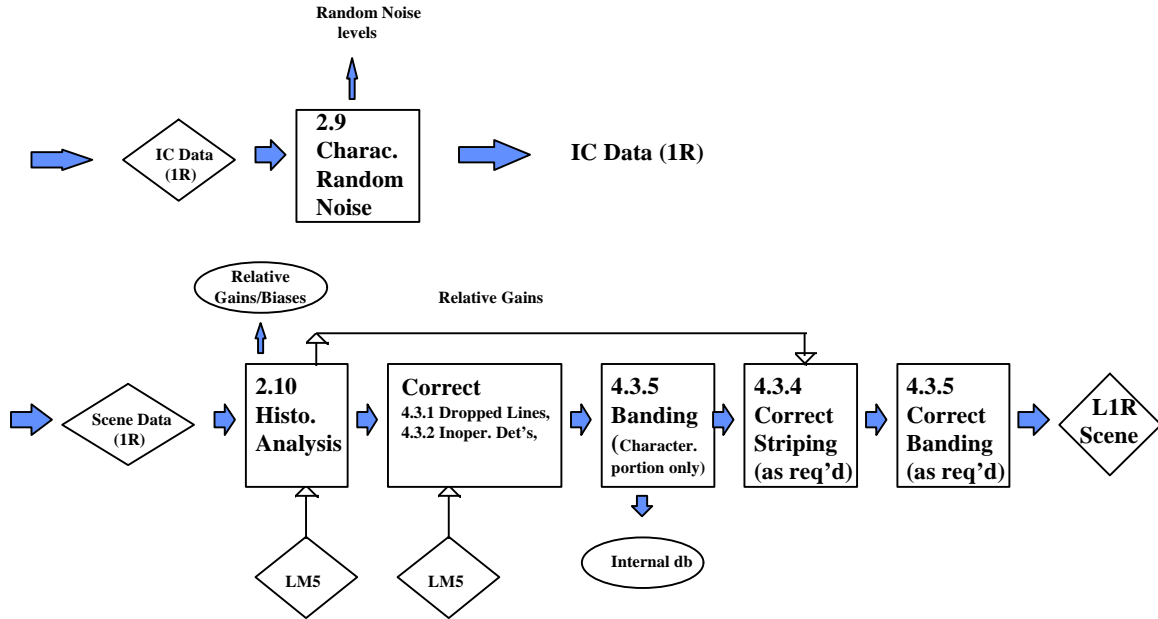 Random Noise
levels
2.9
Charac.
Random
Noise
IC Data
(1R)
IC Data (1R)
Relative
Gains/Biases
Relative Gains
2.10
Histo.
Analysis
Correct
4.3.1 Dropped Lines,
4.3.2 Inoper. Det's,
4.3.5
Banding
(Character.
portion only)
4.3.4
Correct
Striping
(as req'd)
4.3.5
Correct
Banding
(as req'd)
L1R
Scene
Scene Data
(1R)
LM5
LM5
Internal db